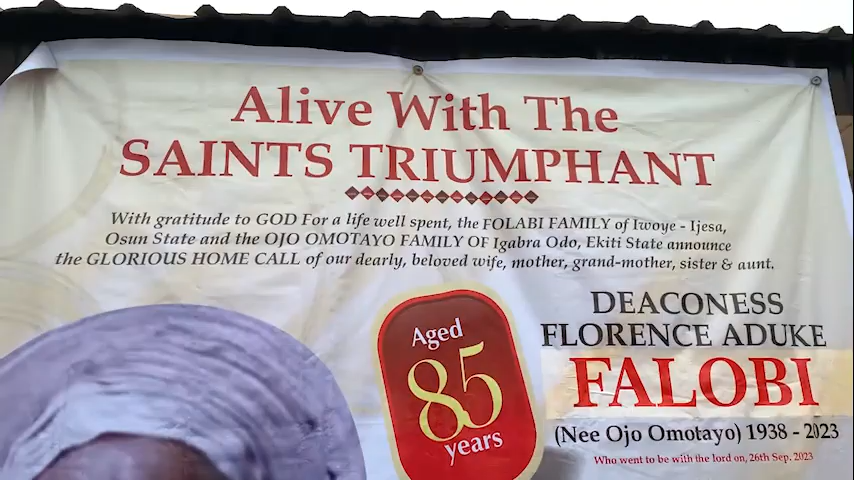 Alive With The
SAINTS TRIUMPHANT
With gratitude to GOD For a life well spent, the FOLABI FAMILY of Iwoye - Ijesa,
Osun State and the OJO OMOTAYO FAMILY OF Igabra Odo, Ekiti State announce
the GLORIOUS HOME CALL of our dearly, beloved wife, mother, grand-mother, sister & aunt.
Aged
85
years
DEACONESS
FLORENCE ADUKE
FALOBI
(Nee Ojo Omotayo) 1938 - 2023
Who went to be with the lord on, 26th Sep. 2023